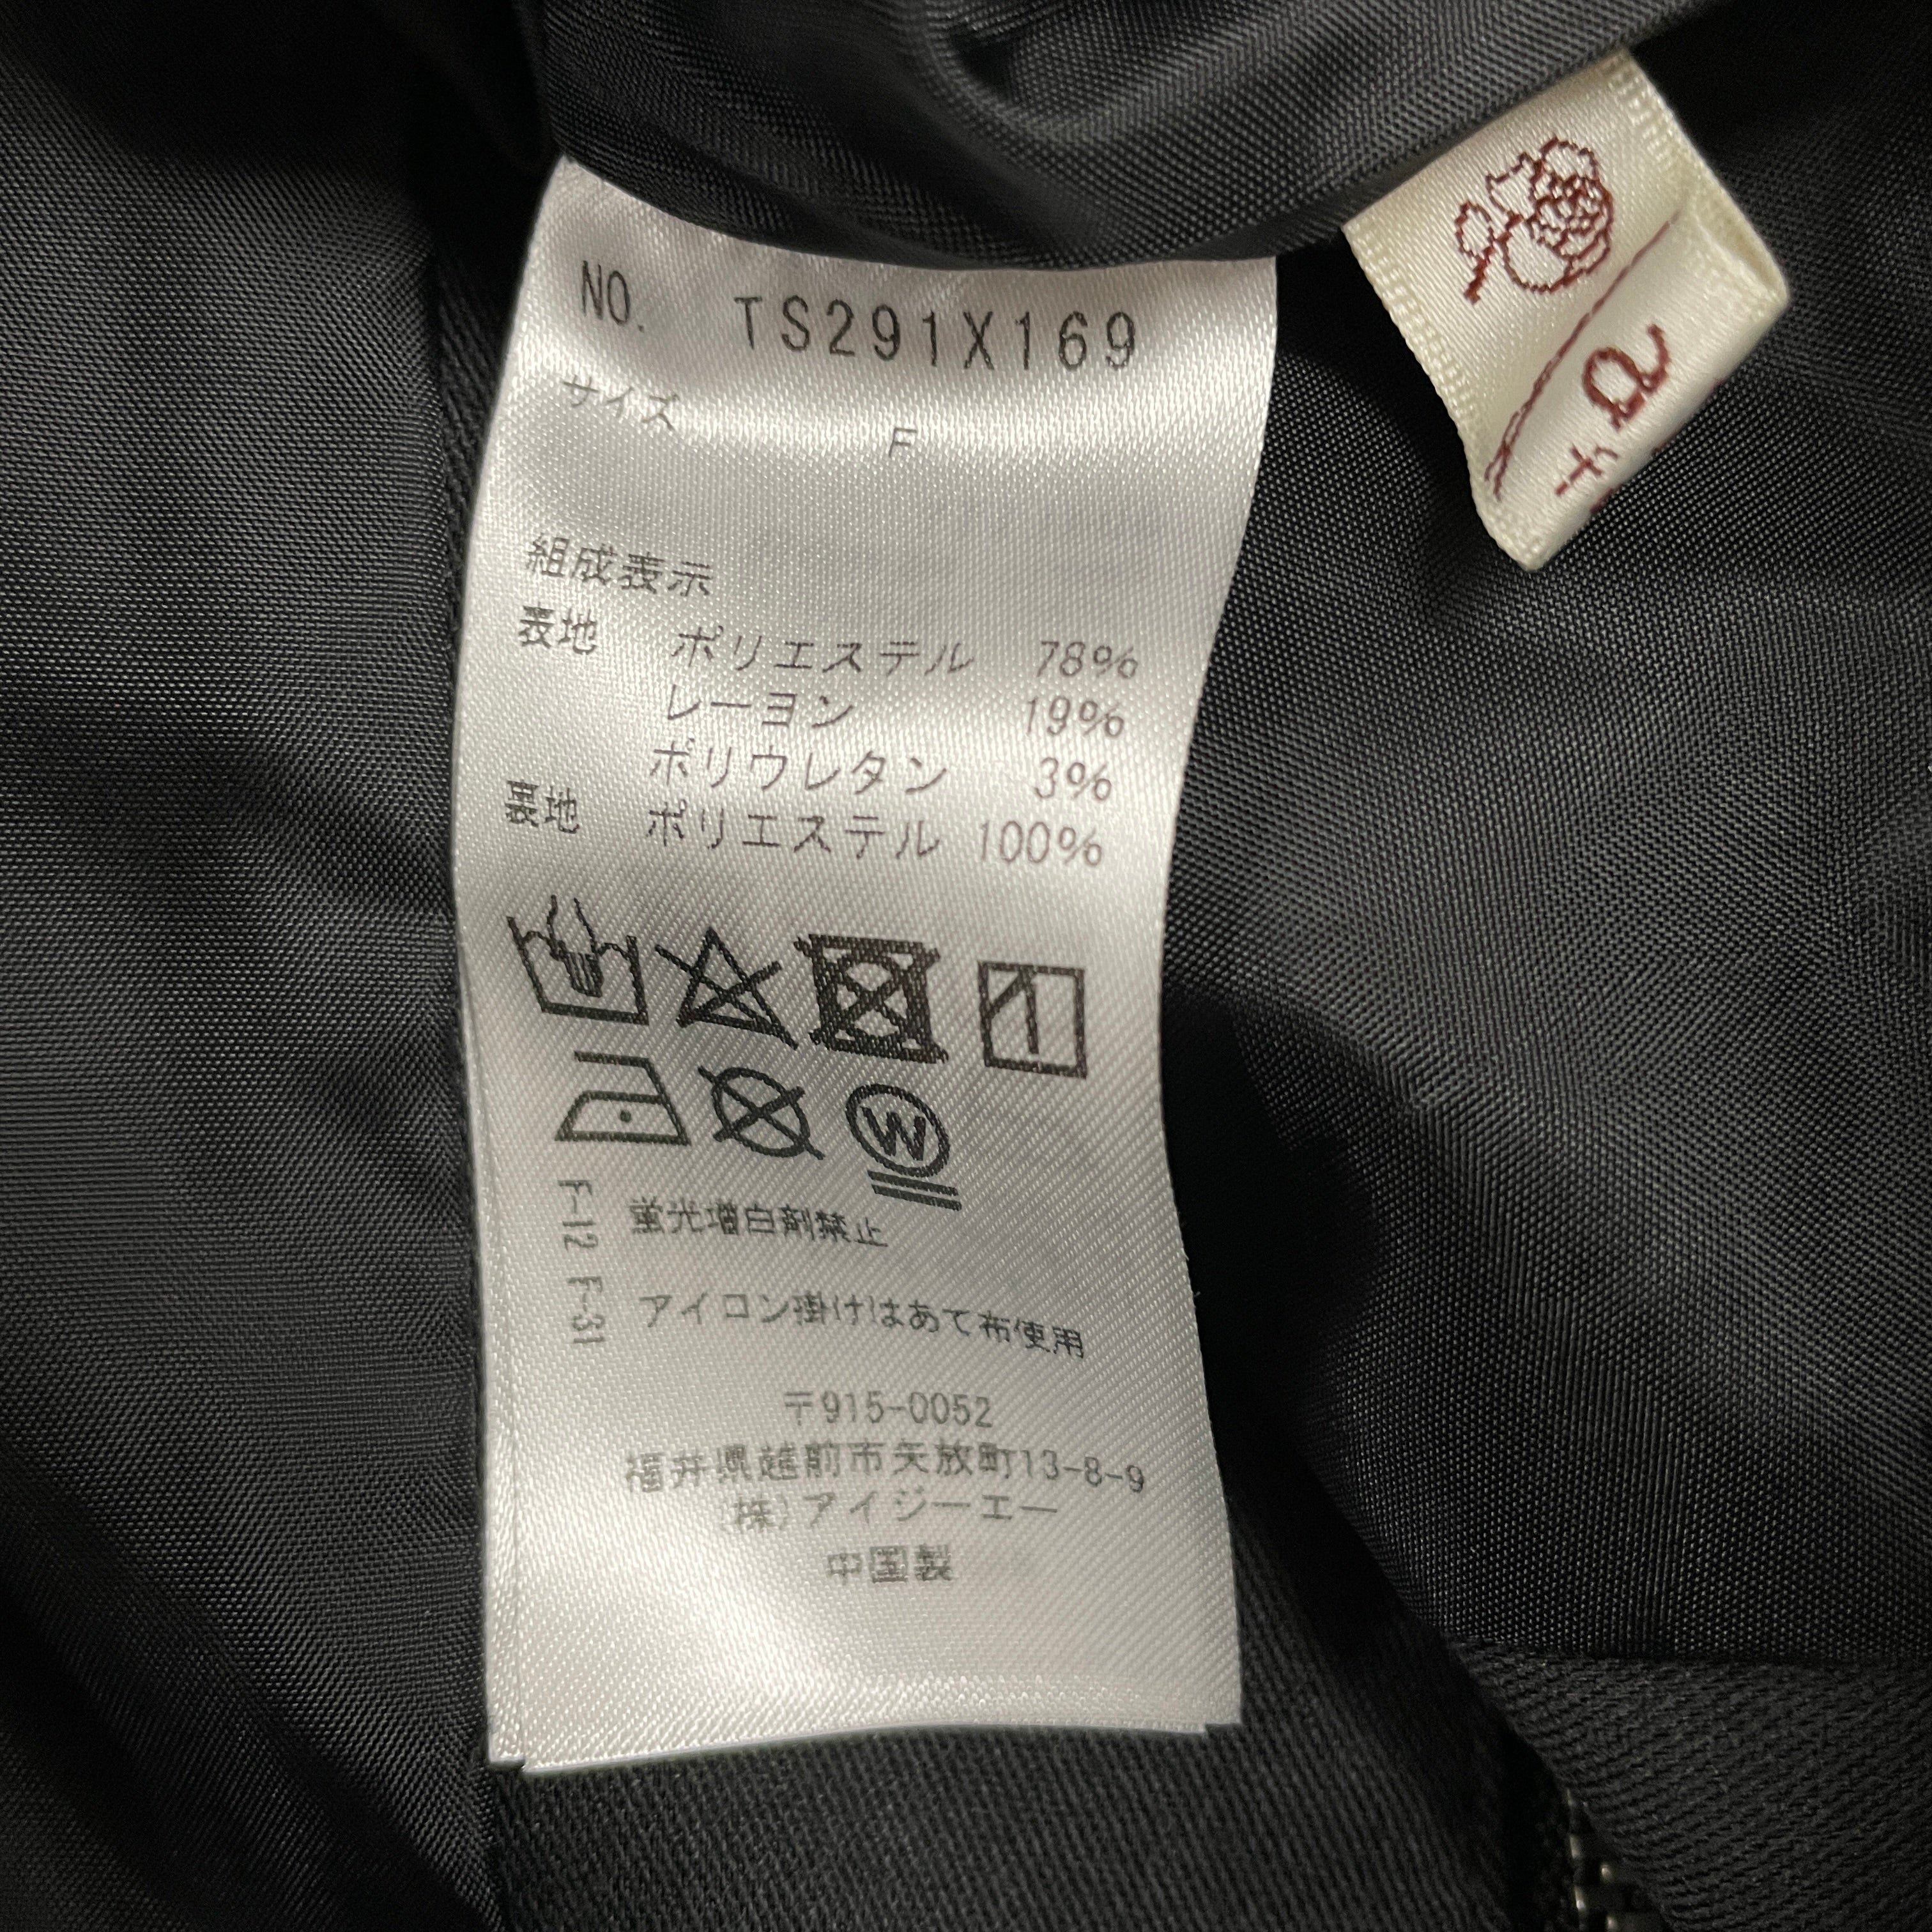 NO. TS291X169
サイズ F
組成表示
表地 ポリエステル 78%
レーヨン 19%
ポリウレタン 3%
裏地 ポリエステル 100%
W
F-12 蛍光増白剤禁止
F-31 アイロン掛けはあて布使用
〒915-0052
福井県越前市矢放町13-8-9
(株)アイジーエー
中国製